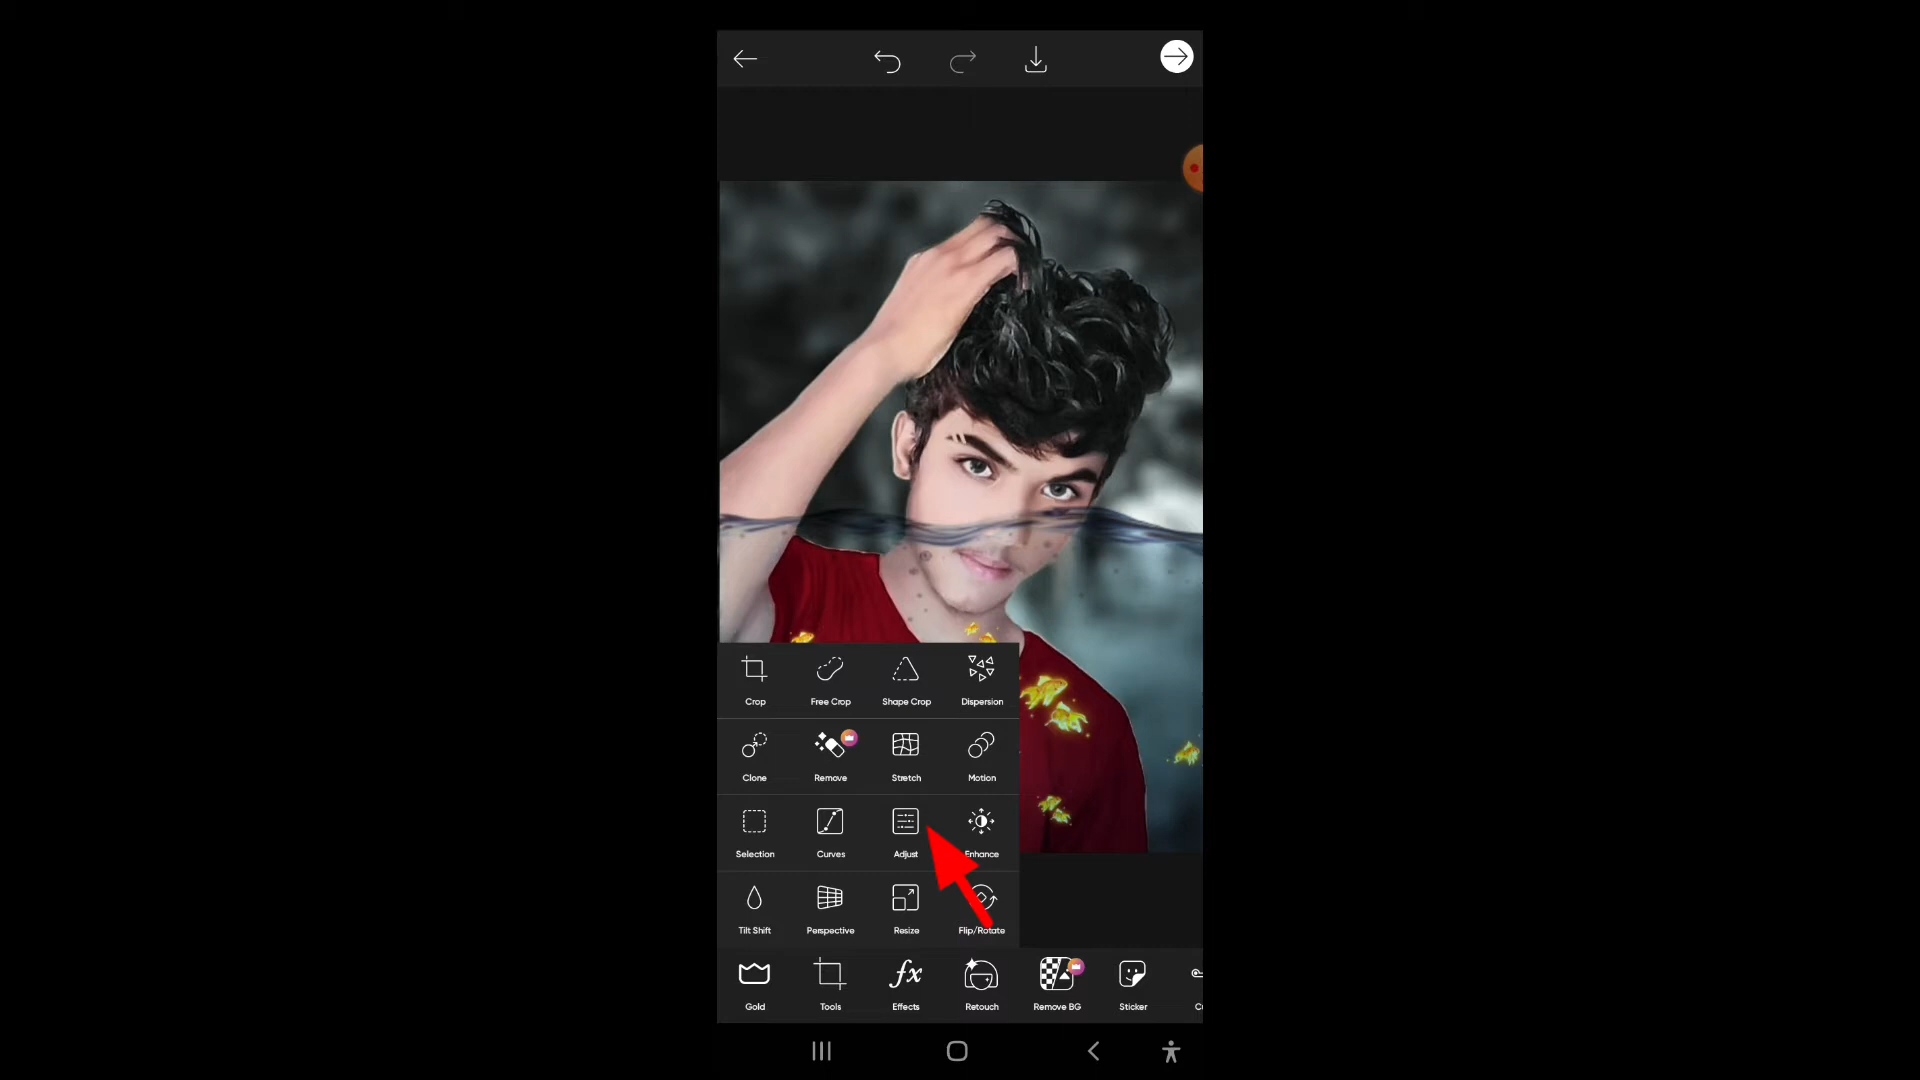 Crop Free Crop Shape Crop Dispersion
Clone Remove Stretch Motion
Selection Curves Adjust Enhance
Tilt Shift Perspective Resize Flip/Rotate
Gold Tools fx Effects Retouch Remove BG Sticker